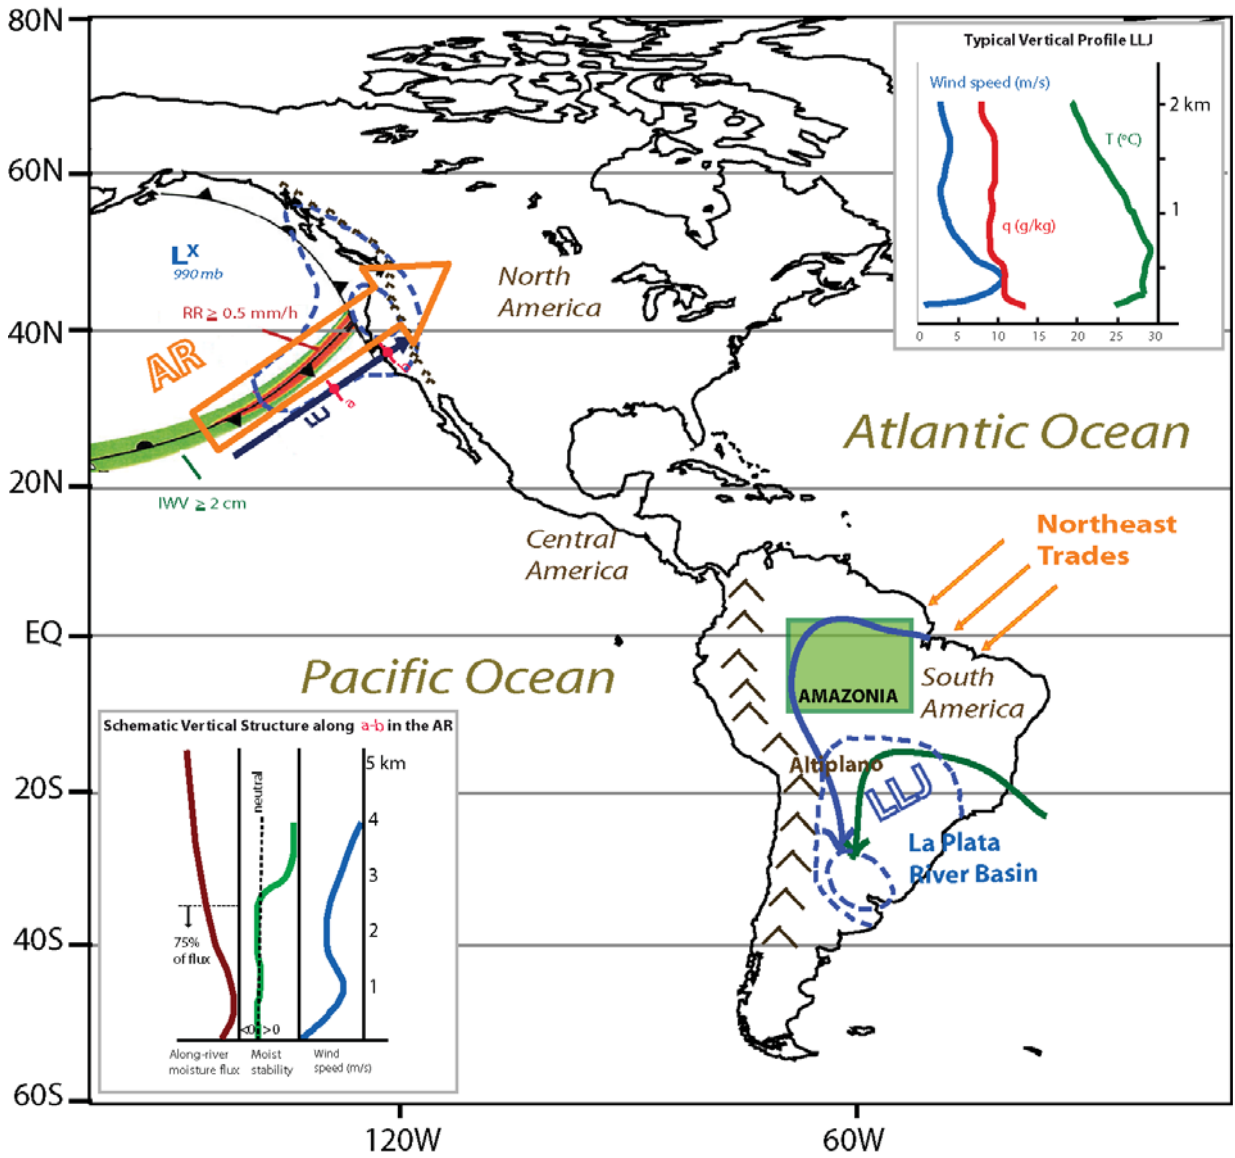 80N
60N
40N
20N
EQ
20S
40S
60S
120W
60W
Typical Vertical Profile LLJ
Wind speed (m/s)
2 km
T (°C)
1
q (g/kg)
0
5
10
15
20
25
30
L X
990 mb
RR ≥ 0.5 mm/h
AR
LLJ
a
b
IWV ≥ 2 cm
North
America
Atlantic Ocean
Central
America
Northeast
Trades
Pacific Ocean
AMAZONIA
South
America
Altiplano
LLJ
La Plata
River Basin
Schematic Vertical Structure along a-b in the AR
5 km
4
3
2
1
neutral
75%
of flux
<0 >0
Along-river
moisture flux
Moist
stability
Wind
speed (m/s)